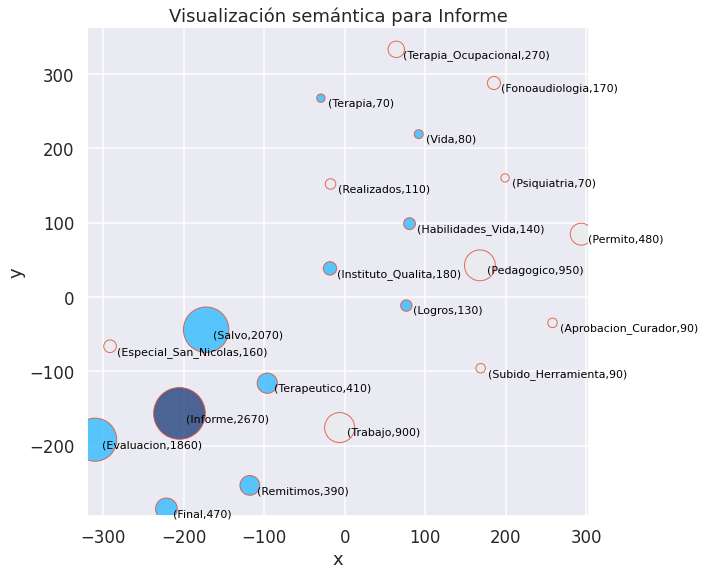 Visualización semántica para Informe
(Terapia_Ocupacional,270)
(Fonoaudiologia,170)
(Terapia,70)
(Vida,80)
(Psiquiatria,70)
(Realizados,110)
(Habilidades_Vida,140)
(Permito,480)
(Instituto_Qualita,180)
(Pedagogico,950)
(Logros,130)
(Aprobacion_Curador,90)
(Salvo,2070)
(Especial_San_Nicolas,160)
(Terapeutico,410)
(Subido_Herramienta,90)
(Informe,2670)
(Trabajo,900)
(Evaluacion,1860)
(Remitimos,390)
(Final,470)
300
200
100
0
−100
−200
y
−300 −200 −100 0 100 200 300
x